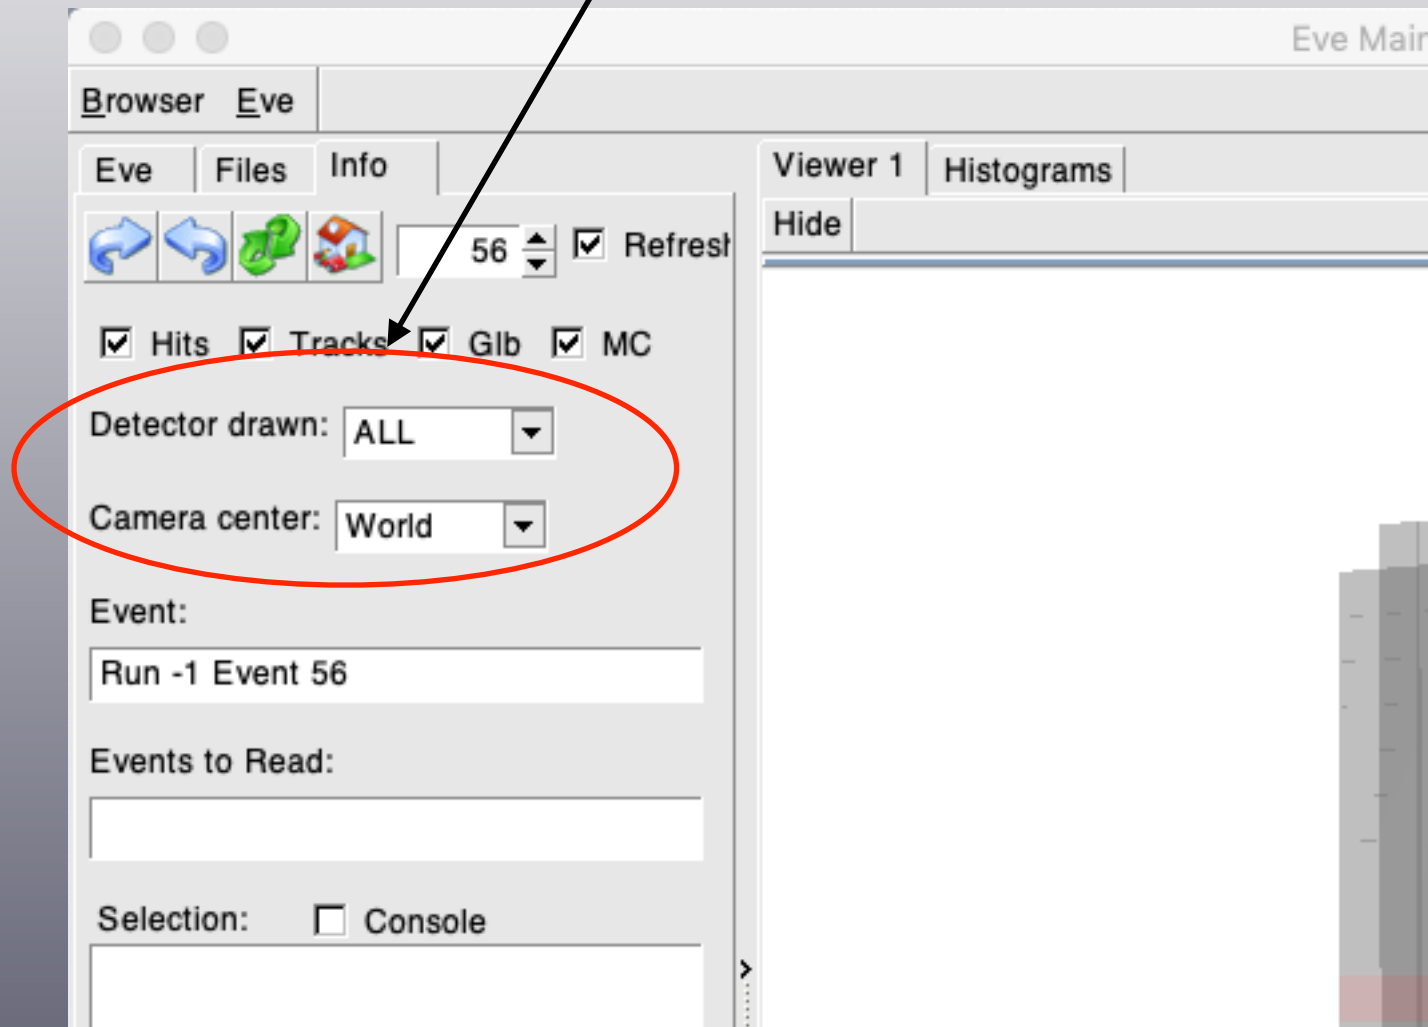 Eve Main
Browser Eve
Eve Files Info
Viewer 1 Histograms
56 Refresh
Hide
Hits Tracks Glb MC
Detector drawn: ALL
Camera center: World
Event:
Run -1 Event 56
Events to Read:
Selection: Console